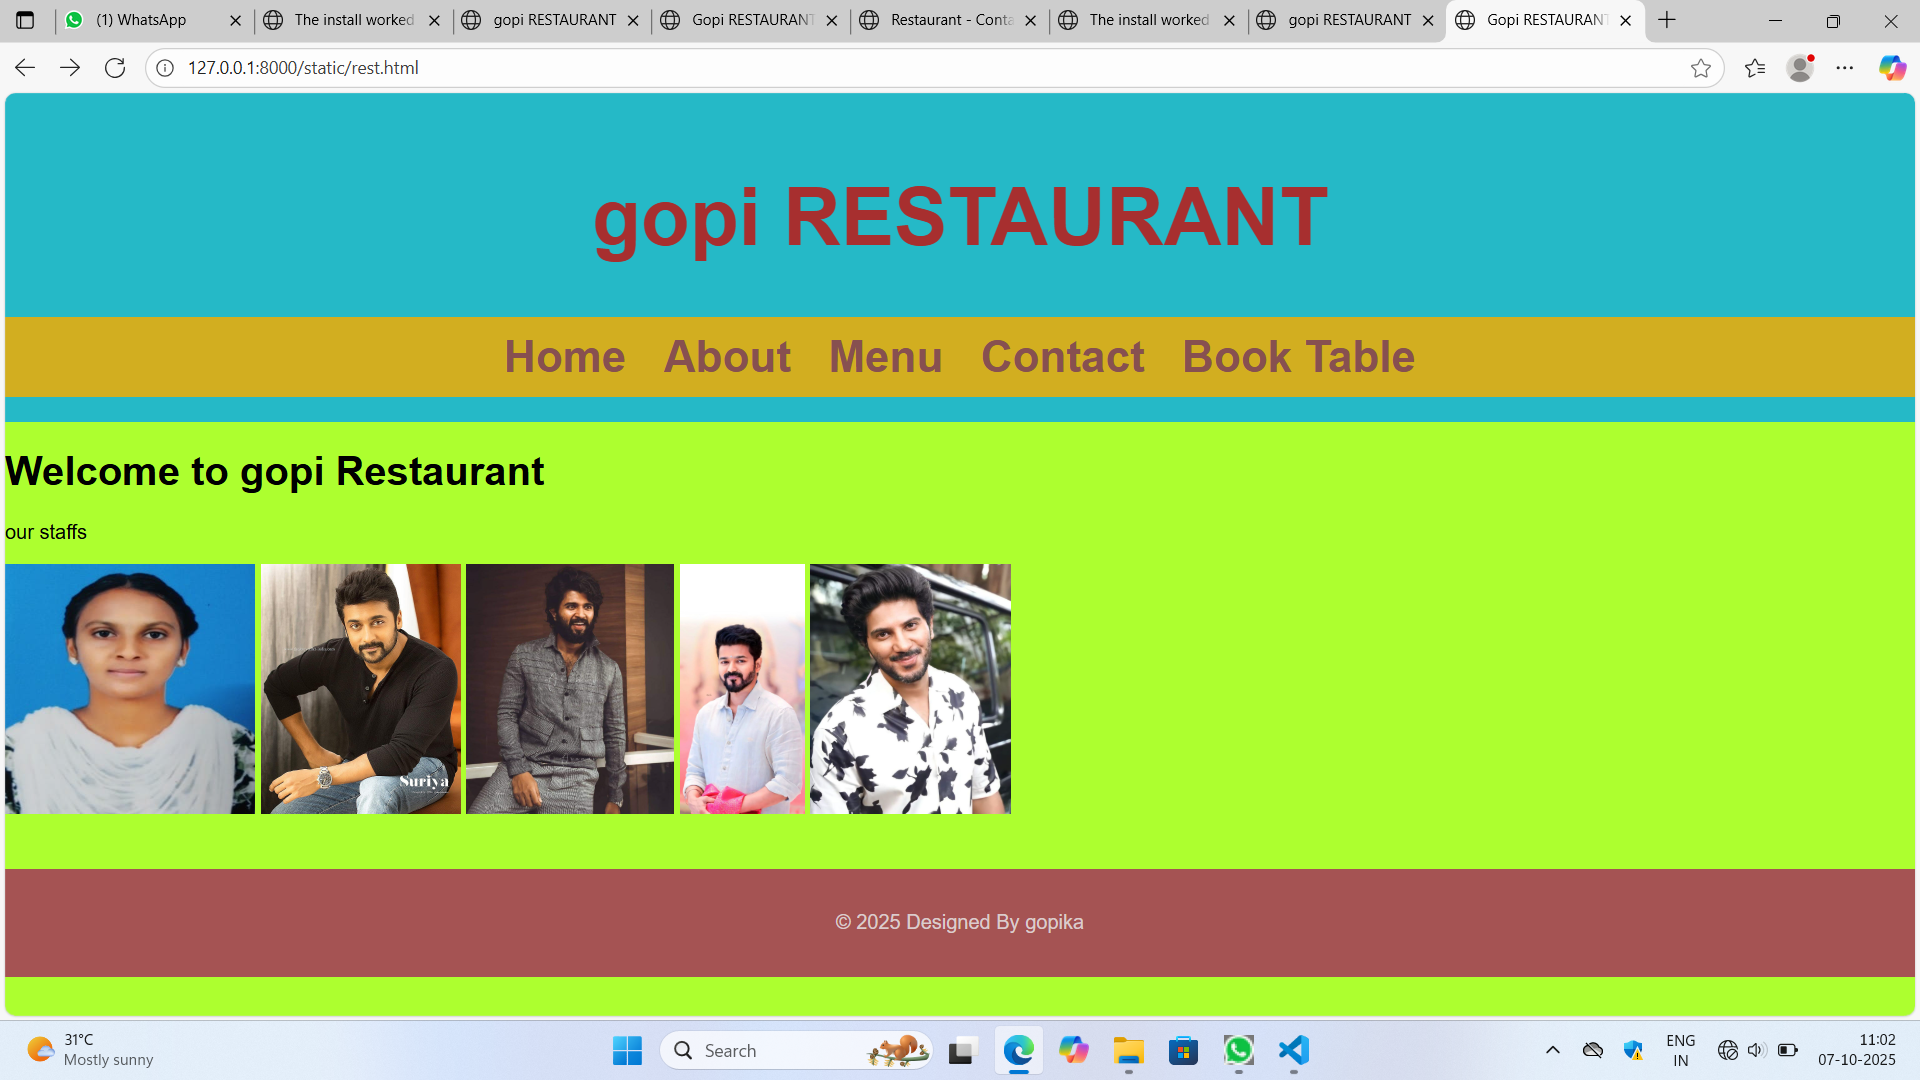 (1) WhatsApp
The install worked
gopi RESTAURANT
Gopi RESTAURANT
Restaurant - Conta
The install worked
gopi RESTAURANT
Gopi RESTAURANT
127.0.0.1:8000/static/rest.html
gopi RESTAURANT
Home About Menu Contact Book Table
Welcome to gopi Restaurant
our staffs
Suriya
© 2025 Designed By gopika
31°C
Mostly sunny
Search
ENG
IN
11:02
07-10-2025